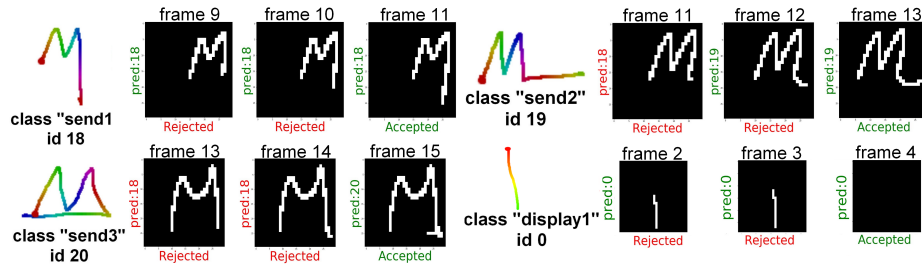 frame 9 frame 10 frame 11
pred:18 pred:18 pred:18
class "send1
id 18
Rejected Rejected Accepted
frame 11 frame 12 frame 13
pred:18 pred:19 pred:19
class "send2"
id 19
Rejected Rejected Accepted
frame 13 frame 14 frame 15
pred:18 pred:18 pred:20
class "send3"
id 20
Rejected Rejected Accepted
frame 2 frame 3 frame 4
pred:0 pred:0 pred:0
class "display1"
id 0
Rejected Rejected Accepted